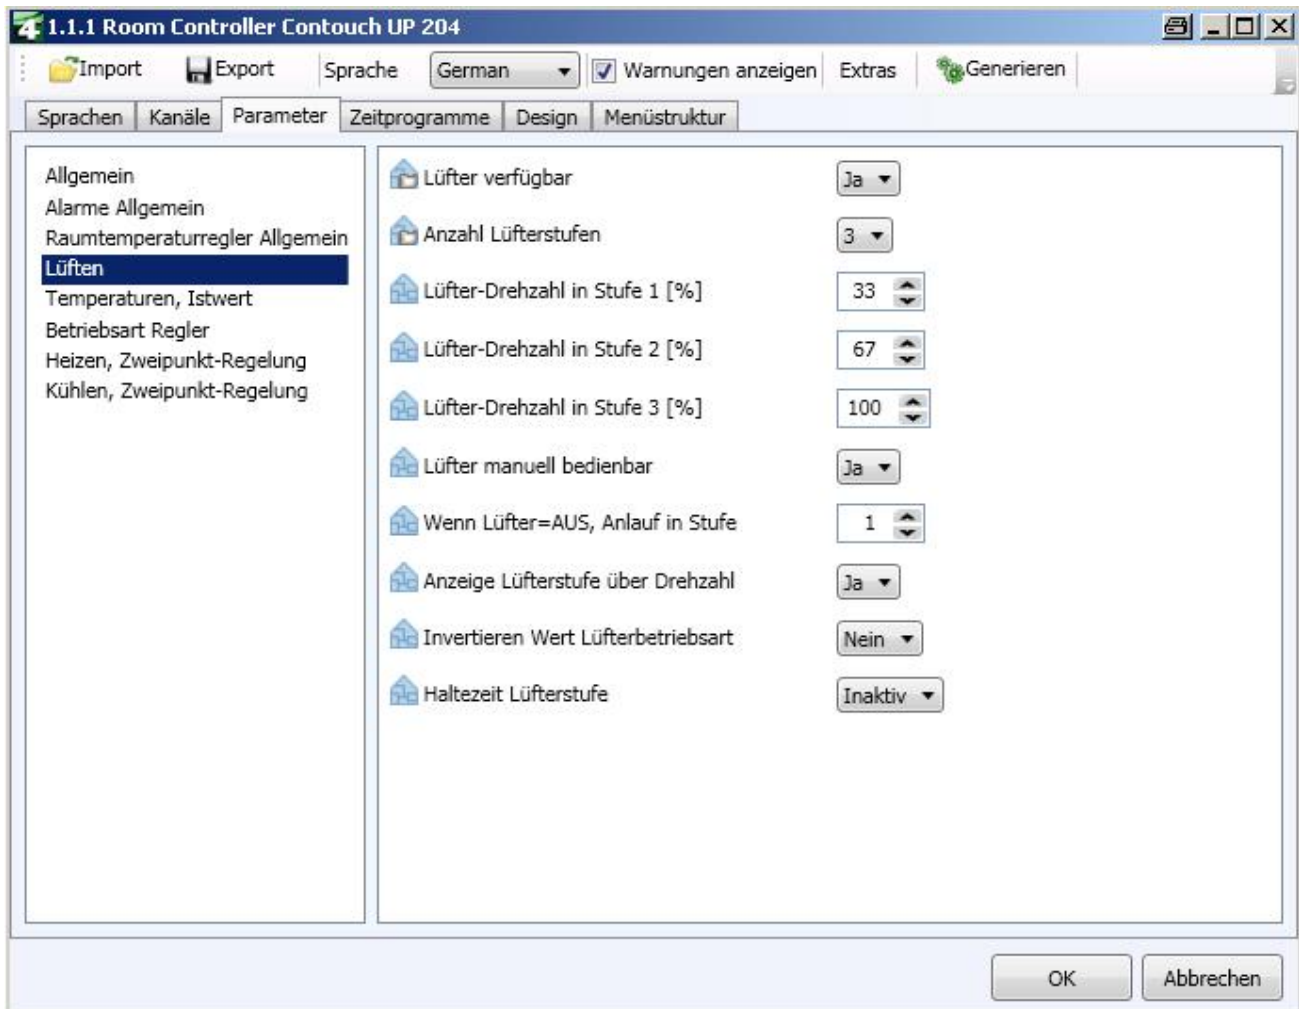 4 1.1.1 Room Controller Contouch UP 204
Import Export Sprache German Warnungen anzeigen Extras Generieren
Sprachen Kanäle Parameter Zeitprogramme Design Menüstruktur
Allgemein
Alarme Allgemein
Raumtemperaturregler Allgemein
Lüften
Temperaturen, Istwert
Betriebsart Regler
Heizen, Zweipunkt-Regelung
Kühlen, Zweipunkt-Regelung
Lüfter verfügbar Ja
Anzahl Lüfterstufen 3
Lüfter-Drehzahl in Stufe 1 [%] 33
Lüfter-Drehzahl in Stufe 2 [%] 67
Lüfter-Drehzahl in Stufe 3 [%] 100
Lüfter manuell bedienbar Ja
Wenn Lüfter=AUS, Anlauf in Stufe 1
Anzeige Lüfterstufe über Drehzahl Ja
Invertieren Wert Lüfterbetriebsart Nein
Haltezeit Lüfterstufe Inaktiv
OK Abbrechen